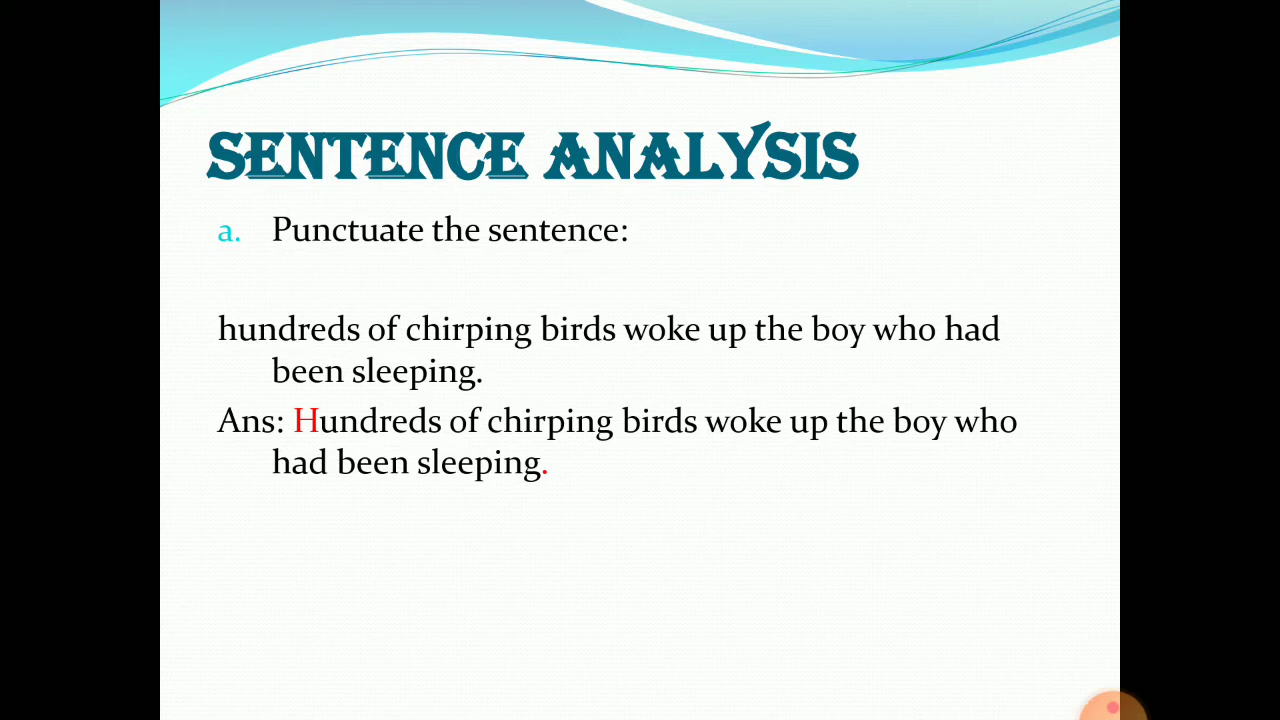 SENTENCE ANALYSIS
a. Punctuate the sentence:
hundreds of chirping birds woke up the boy who had
been sleeping.
Ans: Hundreds of chirping birds woke up the boy who
had been sleeping.